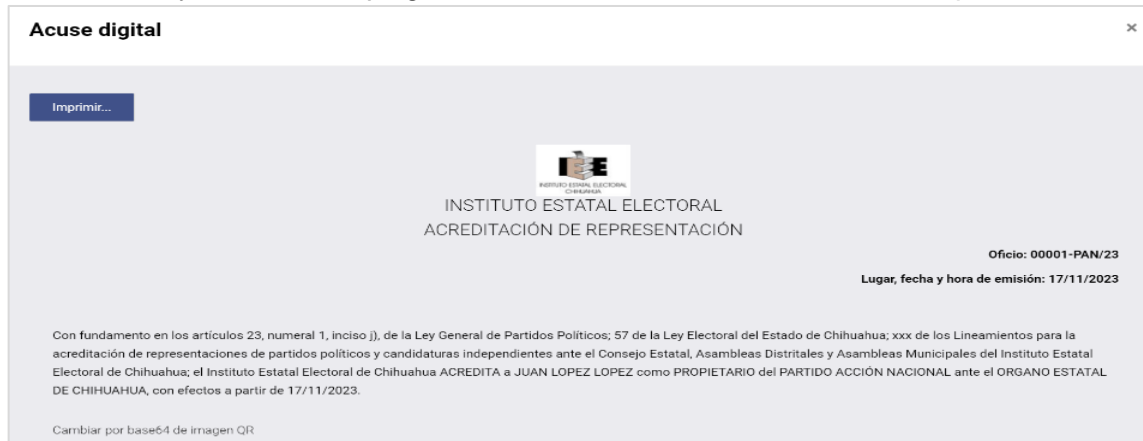 Acuse digital
×
Imprimir...
IEE
INSTITUTO ESTATAL ELECTORAL
CHIHUAHUA
INSTITUTO ESTATAL ELECTORAL
ACREDITACIÓN DE REPRESENTACIÓN
Oficio: 00001-PAN/23
Lugar, fecha y hora de emisión: 17/11/2023
Con fundamento en los artículos 23, numeral 1, inciso j), de la Ley General de Partidos Políticos; 57 de la Ley Electoral del Estado de Chihuahua; xxx de los Lineamientos para la
acreditación de representaciones de partidos políticos y candidaturas independientes ante el Consejo Estatal, Asambleas Distritales y Asambleas Municipales del Instituto Estatal
Electoral de Chihuahua; el Instituto Estatal Electoral de Chihuahua ACREDITA a JUAN LOPEZ LOPEZ como PROPIETARIO del PARTIDO ACCIÓN NACIONAL ante el ORGANO ESTATAL
DE CHIHUAHUA, con efectos a partir de 17/11/2023.
Cambiar por base64 de imagen QR